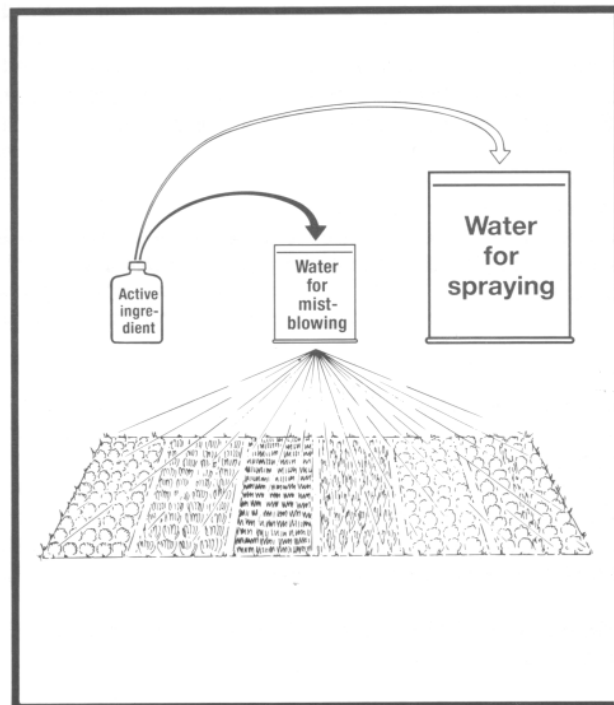 Water
for
spraying
Water
for
mist-
blowing
Active
ingre-
dient